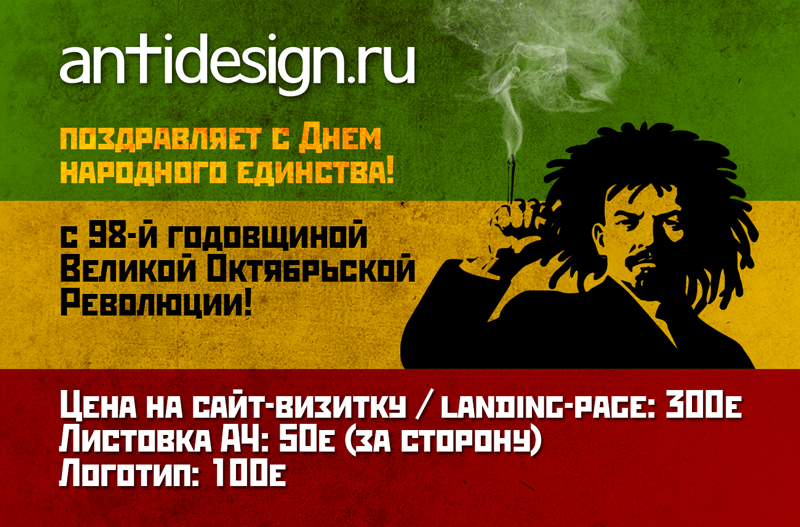 antidesign.ru
поздравляет с Днем
народного единства!
с 98-й годовщиной
Великой Октябрьской
Революции!
Цена на сайт-визитку / landing-page: 300е
Листовка А4: 50е (за сторону)
Логотип: 100е